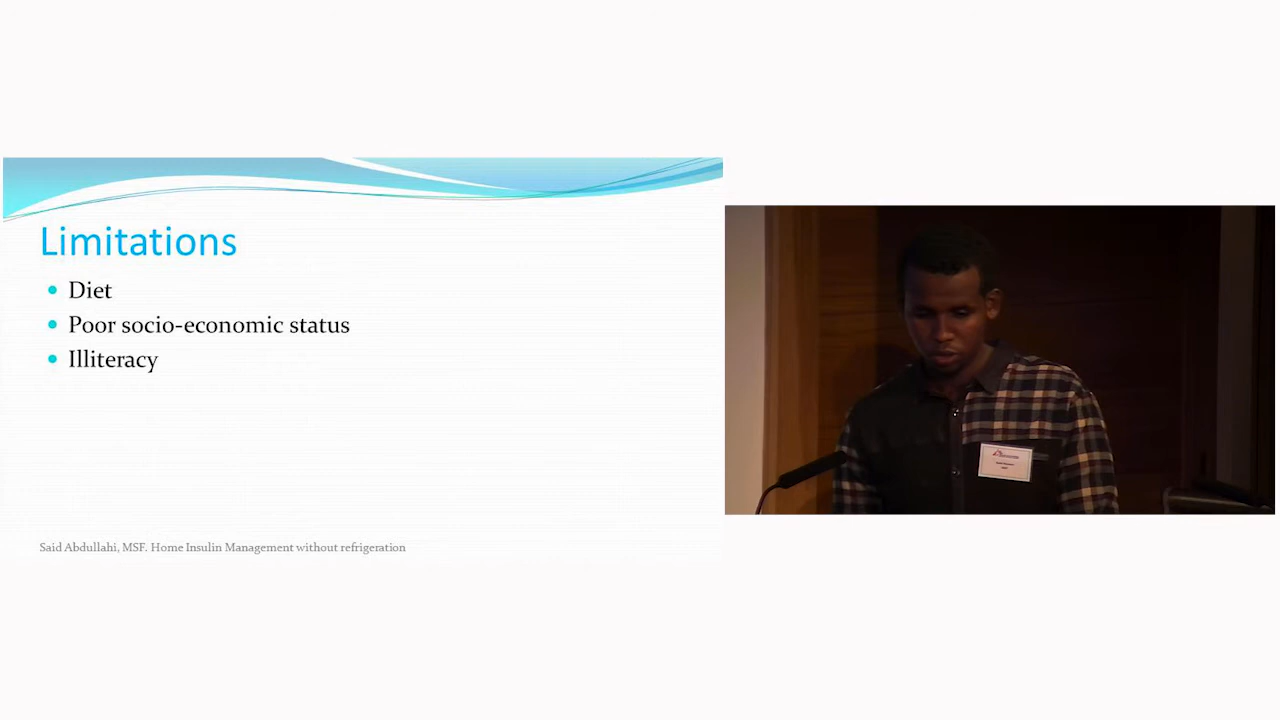 Limitations
Diet
Poor socio-economic status
Illiteracy
Said Abdullahi, MSF. Home Insulin Management without refrigeration